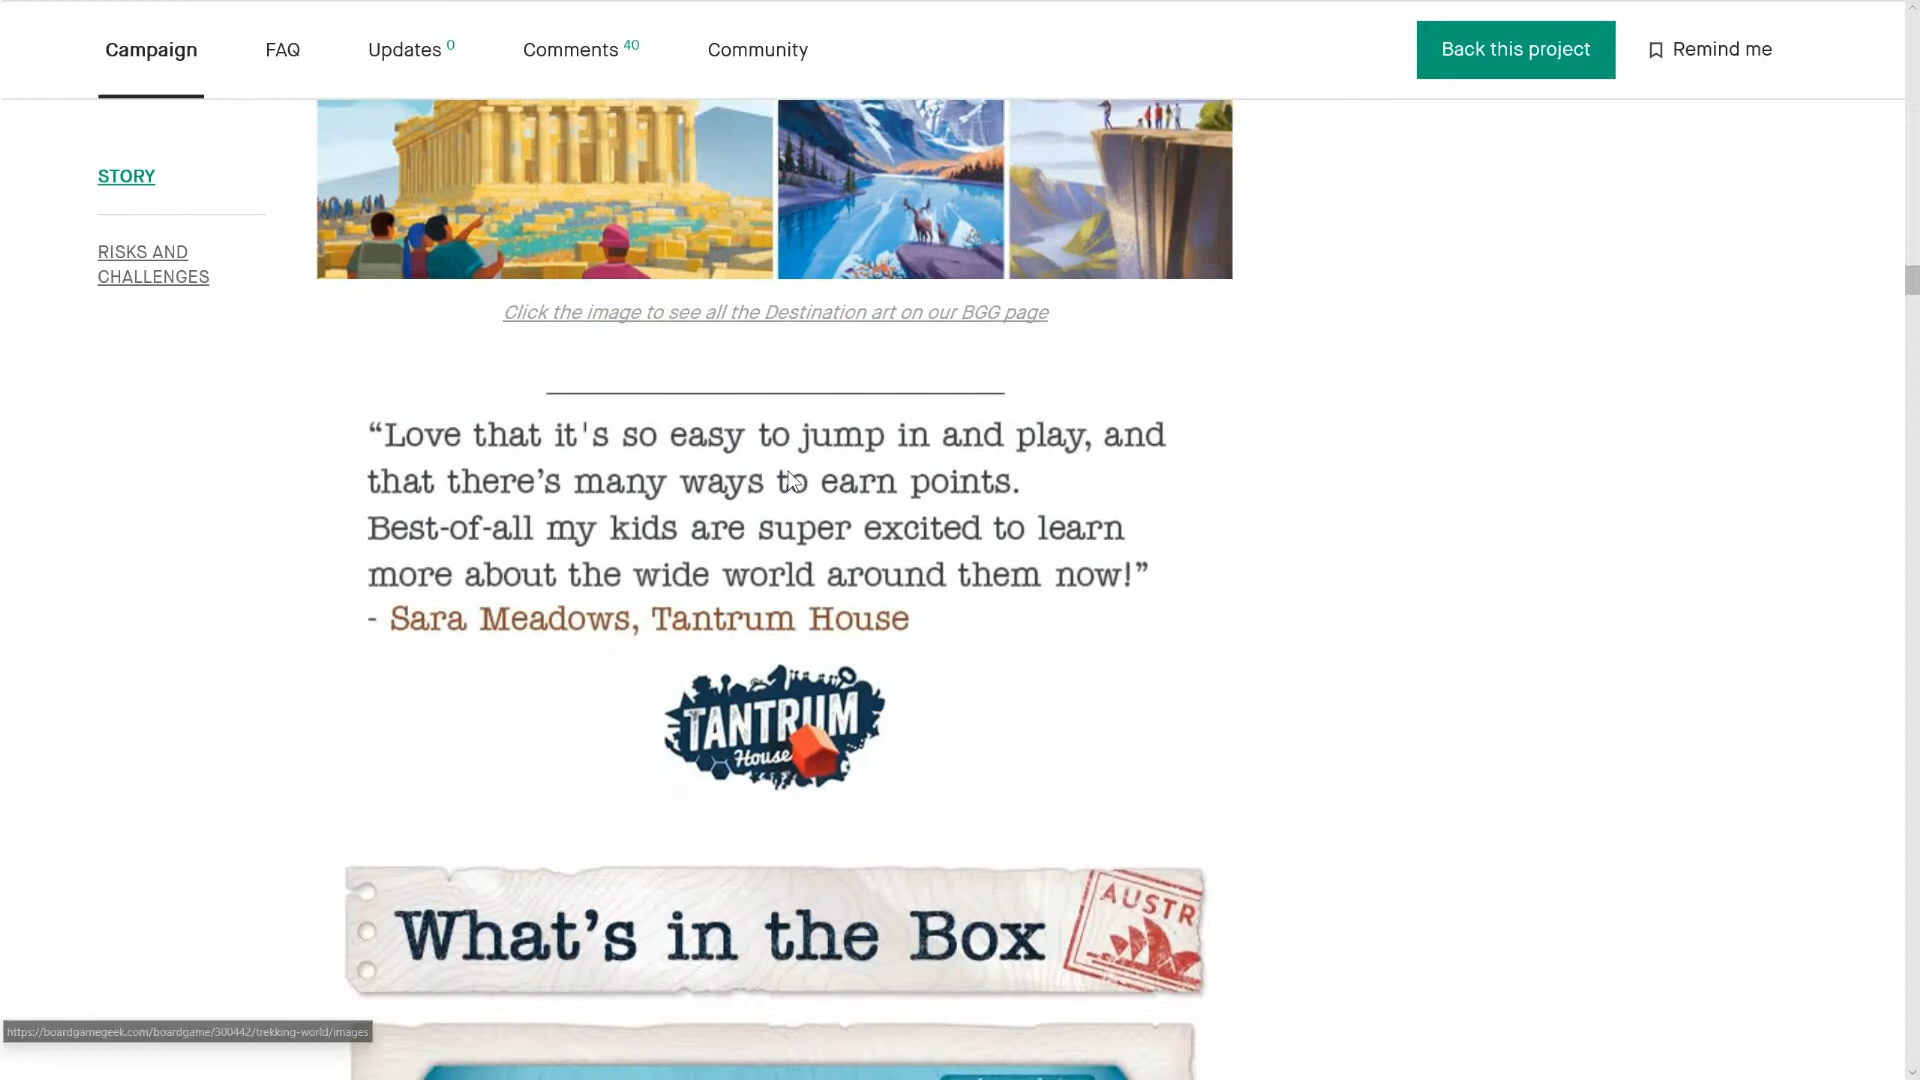 Campaign
FAQ
Updates 0
Comments 40
Community
Back this project
Remind me
STORY
RISKS AND
CHALLENGES
Click the image to see all the Destination art on our BGG page
“Love that it's so easy to jump in and play, and
that there’s many ways to earn points.
Best-of-all my kids are super excited to learn
more about the wide world around them now!”
- Sara Meadows, Tantrum House
TANTRUM
House
What’s in the Box
AUSTR
https://boardgamegeek.com/boardgame/300442/trekking-world/images